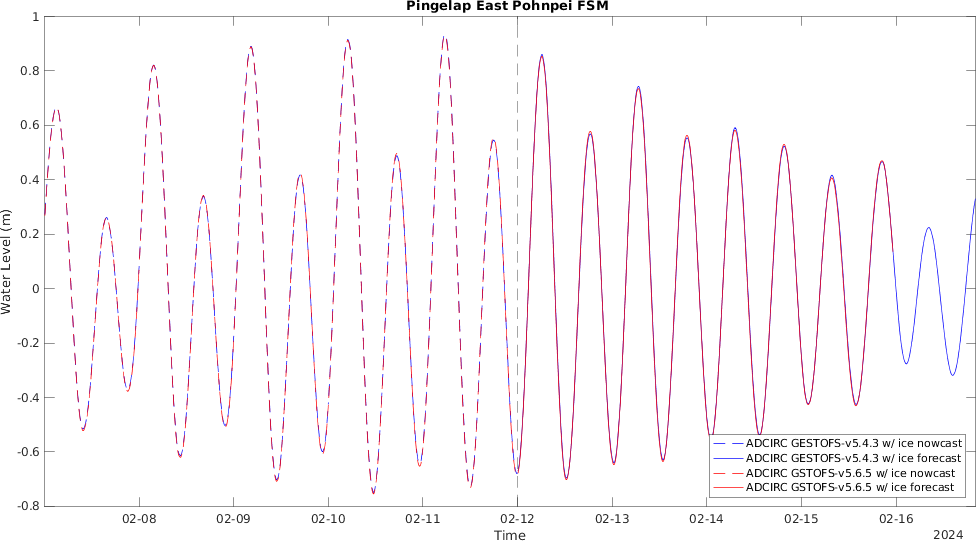 Pingelap East Pohnpei FSM
1
0.8
0.6
0.4
0.2
0
-0.2
-0.4
-0.6
-0.8
Water Level (m)
ADCIRC GESTOFS-v5.4.3 w/ ice nowcast
ADCIRC GESTOFS-v5.4.3 w/ ice forecast
ADCIRC GSTOFS-v5.6.5 w/ ice nowcast
ADCIRC GSTOFS-v5.6.5 w/ ice forecast
02-08 02-09 02-10 02-11 02-12 02-13 02-14 02-15 02-16
Time
2024